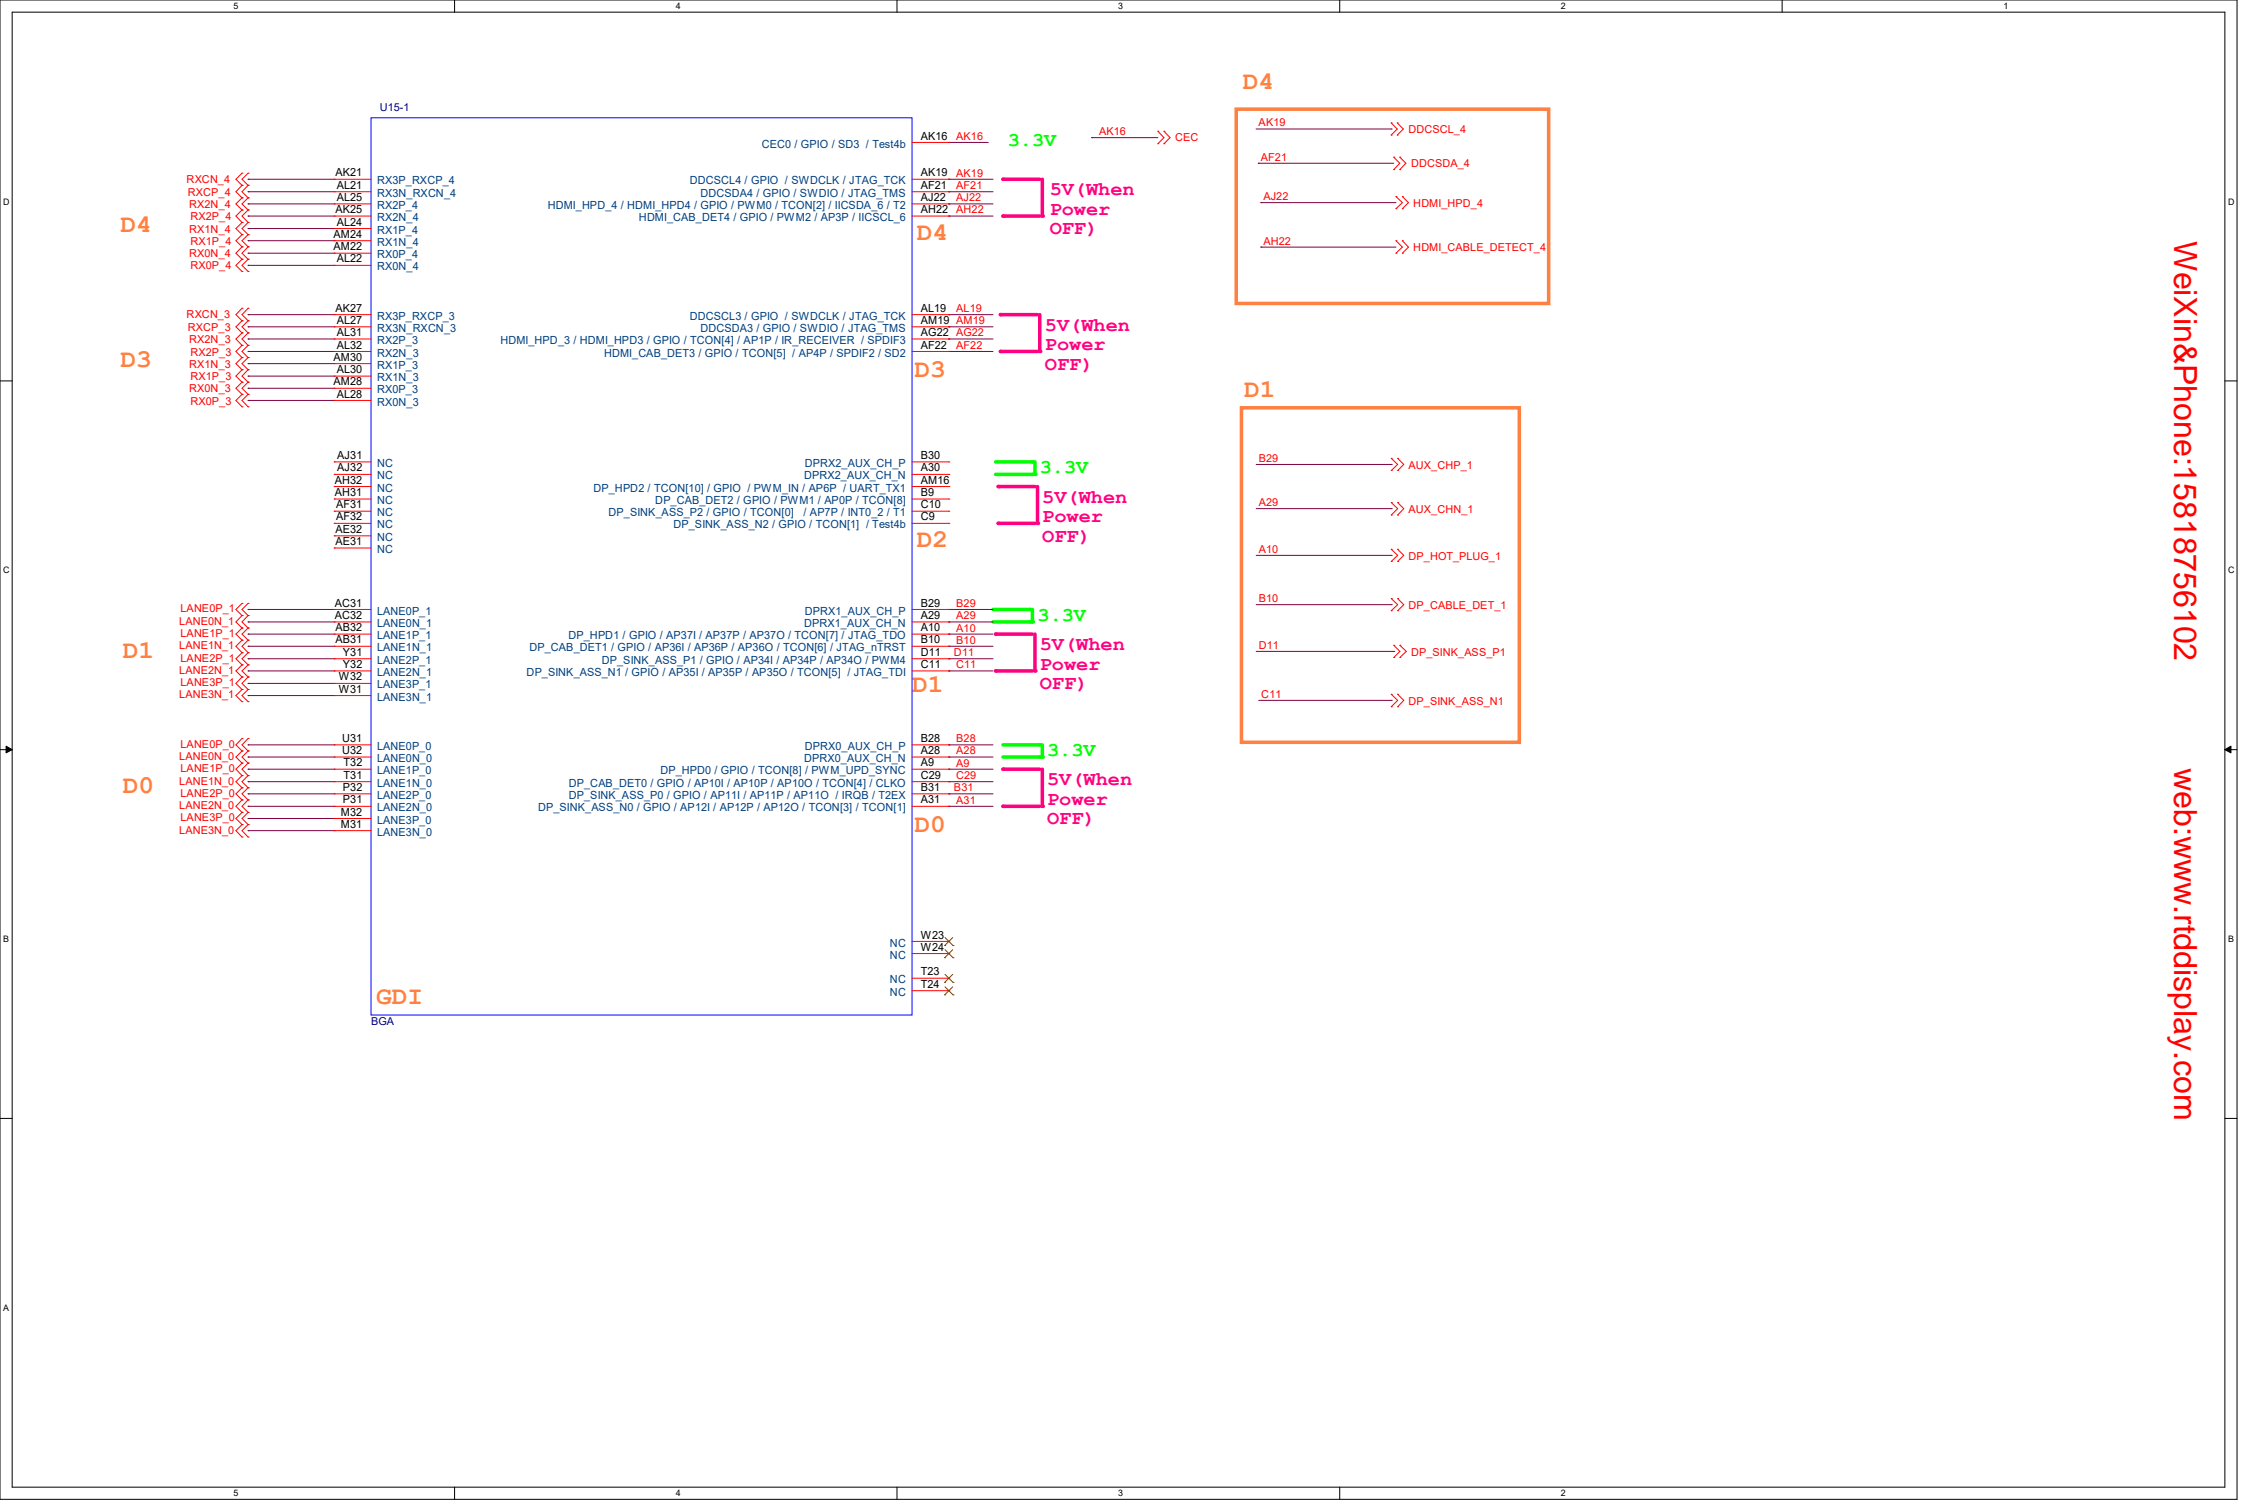 5 4 3 2 1
D4
U15-1
CEC0 / GPIO / SD3 / Test4b AK16 AK16 3.3V AK16 CEC
D4
RXCN_4 AK21 RX3P_RXCP_4
RXCP_4 AL21 RX3N_RXCN_4
RX2N_4 AL25 RX2P_4
RX2P_4 AK25 RX2N_4
RX1N_4 AL24 RX1P_4
RX1P_4 AM24 RX1N_4
RX0N_4 AM22 RX0P_4
RX0P_4 AL22 RX0N_4
DDCSCL4 / GPIO / SWDCLK / JTAG_TCK AK19 AK19
DDCSDA4 / GPIO / SWDIO / JTAG_TMS AF21 AF21
HDMI_HPD_4 / HDMI_HPD4 / GPIO / PWM0 / TCON[2] / IICSDA_6 / T2 AJ22 AJ22
HDMI_CAB_DET4 / GPIO / PWM2 / AP3P / IICSCL_6 AH22 AH22
D4
5V(When
Power
OFF)
AK19 DDCSCL_4
AF21 DDCSDA_4
AJ22 HDMI_HPD_4
AH22 HDMI_CABLE_DETECT_4
D3
RXCN_3 AK27 RX3P_RXCP_3
RXCP_3 AL27 RX3N_RXCN_3
RX2N_3 AL31 RX2P_3
RX2P_3 AL32 RX2N_3
RX1N_3 AM30 RX1P_3
RX1P_3 AL30 RX1N_3
RX0N_3 AM28 RX0P_3
RX0P_3 AL28 RX0N_3
DDCSCL3 / GPIO / SWDCLK / JTAG_TCK AL19 AL19
DDCSDA3 / GPIO / SWDIO / JTAG_TMS AM19 AM19
HDMI_HPD_3 / HDMI_HPD3 / GPIO / TCON[4] / AP1P / IR_RECEIVER / SPDIF3 AG22 AG22
HDMI_CAB_DET3 / GPIO / TCON[5] / AP4P / SPDIF2 / SD2 AF22 AF22
D3
5V(When
Power
OFF)
AJ31 NC
AJ32 NC
AH32 NC
AH31 NC
AF31 NC
AF32 NC
AE32 NC
AE31 NC
DPRX2_AUX_CH_P B30
DPRX2_AUX_CH_N A30
DP_HPD2 / TCON[10] / GPIO / PWM_IN / AP6P / UART_TX1 AM16
DP_CAB_DET2 / GPIO / PWM1 / AP0P / TCON[8] B9
DP_SINK_ASS_P2 / GPIO / TCON[0] / AP7P / INT0_2 / T1 C10
DP_SINK_ASS_N2 / GPIO / TCON[1] / Test4b C9
D2
3.3V
5V(When
Power
OFF)
D1
B29 AUX_CHP_1
A29 AUX_CHN_1
A10 DP_HOT_PLUG_1
B10 DP_CABLE_DET_1
D11 DP_SINK_ASS_P1
C11 DP_SINK_ASS_N1
D1
LANE0P_1 AC31 LANE0P_1
LANE0N_1 AC32 LANE0N_1
LANE1P_1 AB32 LANE1P_1
LANE1N_1 AB31 LANE1N_1
LANE2P_1 Y31 LANE2P_1
LANE2N_1 Y32 LANE2N_1
LANE3P_1 W32 LANE3P_1
LANE3N_1 W31 LANE3N_1
DPRX1_AUX_CH_P B29 B29
DPRX1_AUX_CH_N A29 A29
DP_HPD1 / GPIO / AP37I / AP37P / AP37O / TCON[7] / JTAG_TDO A10 A10
DP_CAB_DET1 / GPIO / AP36I / AP36P / AP36O / TCON[6] / JTAG_nTRST B10 B10
DP_SINK_ASS_P1 / GPIO / AP34I / AP34P / AP34O / PWM4 D11 D11
DP_SINK_ASS_N1 / GPIO / AP35I / AP35P / AP35O / TCON[5] / JTAG_TDI C11 C11
D1
3.3V
5V(When
Power
OFF)
D0
LANE0P_0 U31 LANE0P_0
LANE0N_0 U32 LANE0N_0
LANE1P_0 T32 LANE1P_0
LANE1N_0 T31 LANE1N_0
LANE2P_0 P32 LANE2P_0
LANE2N_0 P31 LANE2N_0
LANE3P_0 M32 LANE3P_0
LANE3N_0 M31 LANE3N_0
DPRX0_AUX_CH_P B28 B28
DPRX0_AUX_CH_N A28 A28
DP_HPD0 / GPIO / TCON[8] / PWM_UPD_SYNC A9 A9
DP_CAB_DET0 / GPIO / AP10I / AP10P / AP10O / TCON[4] / CLKO C29 C29
DP_SINK_ASS_P0 / GPIO / AP11I / AP11P / AP11O / IRQB / T2EX B31 B31
DP_SINK_ASS_N0 / GPIO / AP12I / AP12P / AP12O / TCON[3] / TCON[1] A31 A31
D0
3.3V
5V(When
Power
OFF)
NC W23
NC W24
NC T23
NC T24
GDI
BGA
WeiXin&Phone:15818756102
web:www.rtddisplay.com
D D
C C
B B
A
5 4 3 2